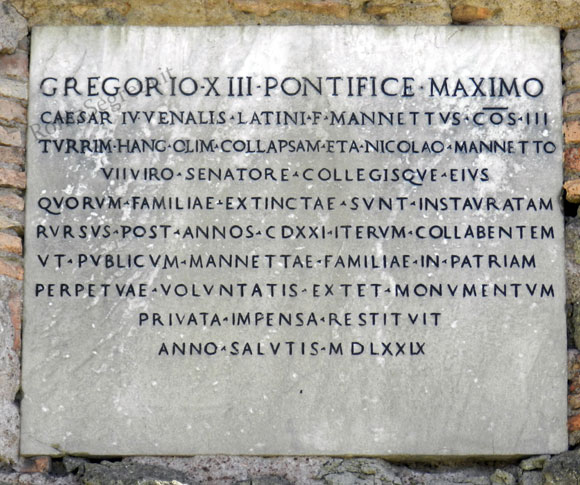 GREGORIO·XIII·PONTIFICE·MAXIMO
CAESAR IVVENALIS·LATINI·F·MANNETTVS·COS·III
TVRRIM·HANC·OLIM·COLLAPSAM·ETA·NICOLAO·MANNETTO
VIIVIRO·SENATORE·COLLEGISQVE·EIVS
QVORVM·FAMILIAE·EXTINCTAE·SVNT·INSTAVRATAM
RVRSVS·POST·ANNOS·CDXXI·ITERVM·COLLABENTEM
VT·PVBLICVM·MANNETTAE·FAMILIAE·IN·PATRIAM
PERPETVAE·VOLVNTATIS·EXTET·MONVMENTVM
PRIVATA·IMPENSA·RESTITVIT
ANNO·SALVTIS·MDLXXIX